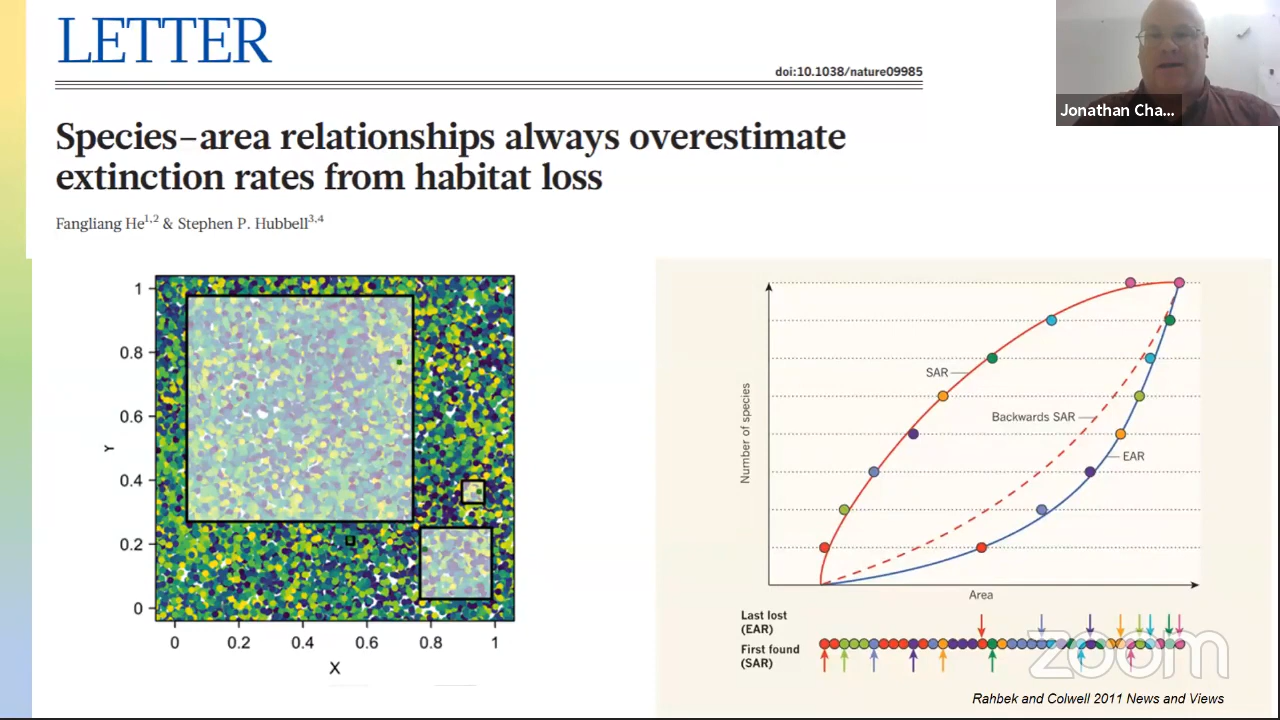 LETTER
doi:10.1038/nature09985
Species–area relationships always overestimate
extinction rates from habitat loss
Fangliang He1,2 & Stephen P. Hubbell3,4
Jonathan Cha...
1
0.8
0.6
0.4
0.2
0
Y
0 0.2 0.4 0.6 0.8 1
X
Number of species
SAR
Backwards SAR
EAR
Area
Last lost
(EAR)
First found
(SAR)
zoom
Rahbek and Colwell 2011 News and Views